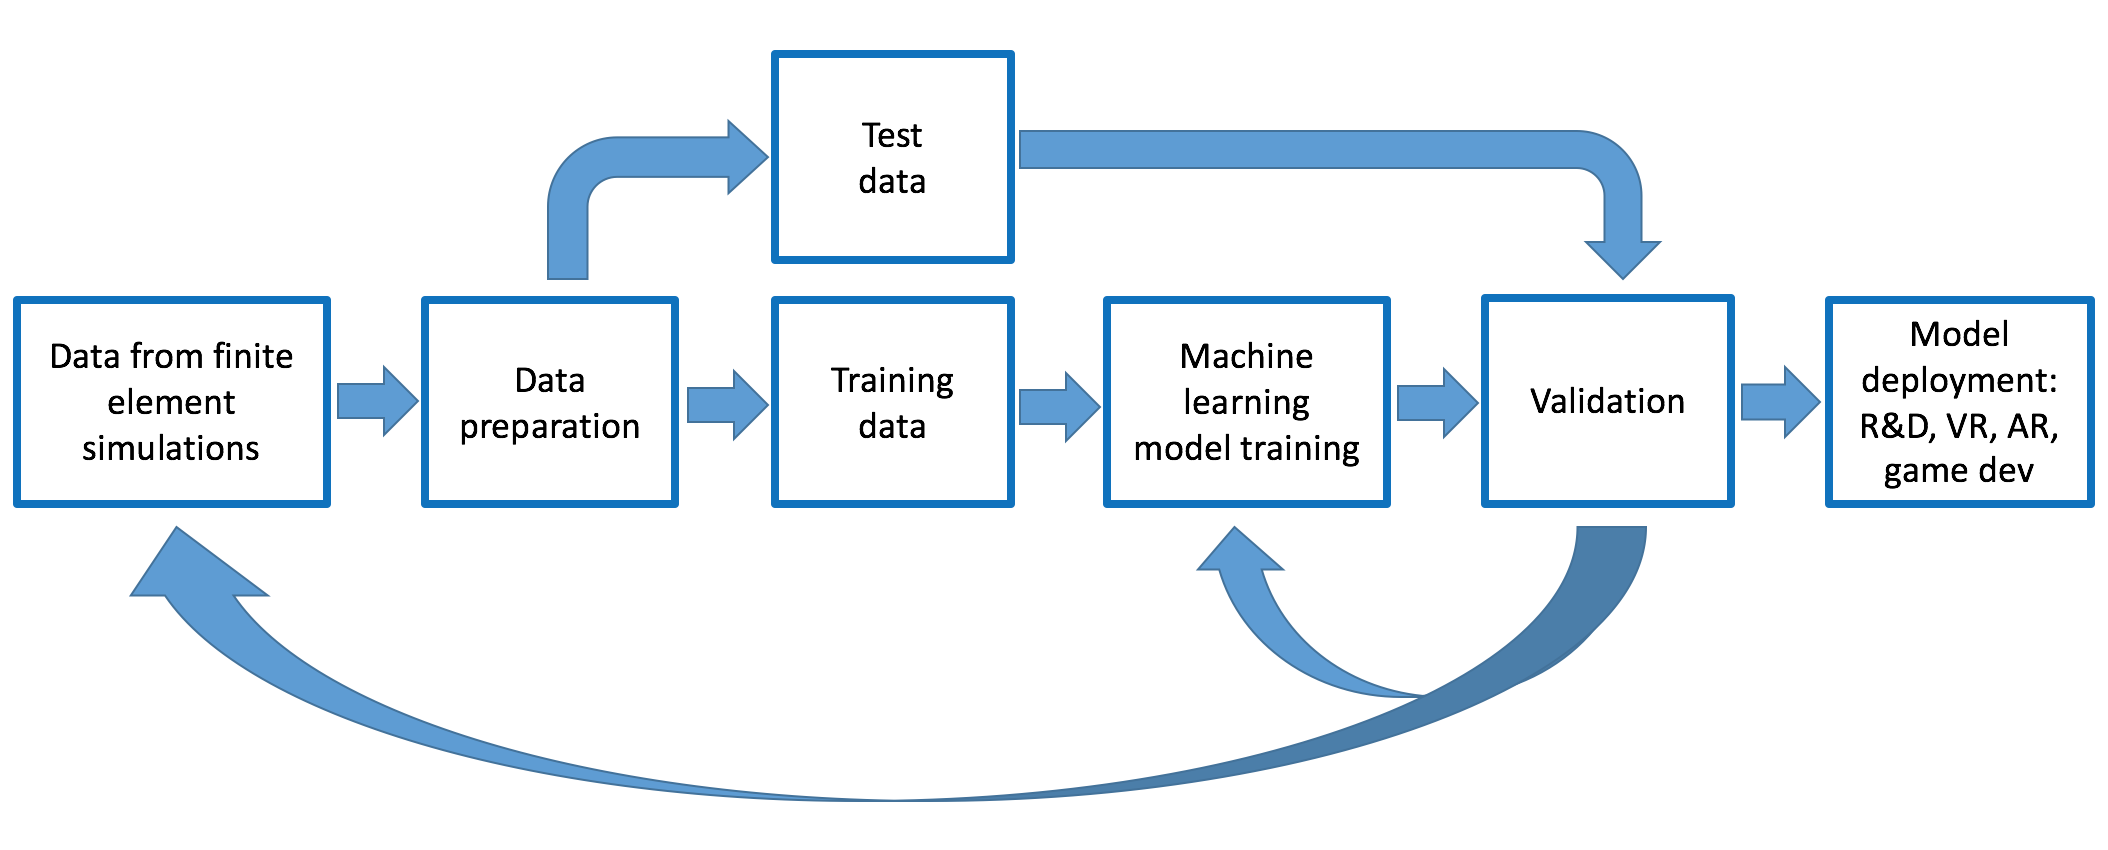 Test
data
Data from finite
element
simulations
Data
preparation
Training
data
Machine
learning
model training
Validation
Model
deployment:
R&D, VR, AR,
game dev